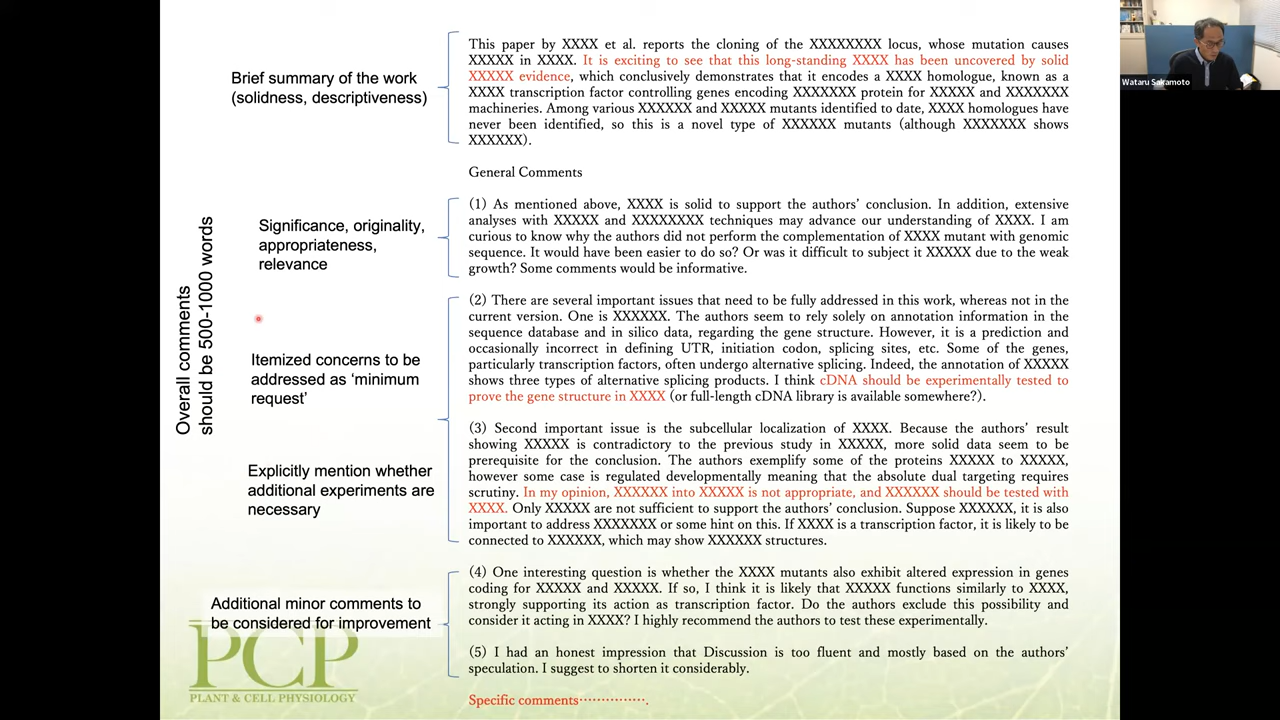 This paper by XXXX et al. reports the cloning of the XXXXXXXX locus, whose mutation causes
XXXXX in XXXX. It is exciting to see that this long-standing XXXX has been uncovered by solid
XXXXX evidence, which conclusively demonstrates that it encodes a XXXX homologue, known as a
XXXX transcription factor controlling genes encoding XXXXXXX protein for XXXXX and XXXXXXX
machineries. Among various XXXXXX and XXXXX mutants identified to date, XXXX homologues have
never been identified, so this is a novel type of XXXXXX mutants (although XXXXXXX shows
XXXXXX).
Brief summary of the work
(solidness, descriptiveness)
Wataru Sakamoto
General Comments
(1) As mentioned above, XXXX is solid to support the authors' conclusion. In addition, extensive
analyses with XXXXX and XXXXXXXX techniques may advance our understanding of XXXX. I am
curious to know why the authors did not perform the complementation of XXXX mutant with genomic
sequence. It would have been easier to do so? Or was it difficult to subject it XXXXX due to the weak
growth? Some comments would be informative.
Significance, originality,
appropriateness,
relevance
Overall comments
should be 500-1000 words
(2) There are several important issues that need to be fully addressed in this work, whereas not in the
current version. One is XXXXXX. The authors seem to rely solely on annotation information in the
sequence database and in silico data, regarding the gene structure. However, it is a prediction and
occasionally incorrect in defining UTR, initiation codon, splicing sites, etc. Some of the genes,
particularly transcription factors, often undergo alternative splicing. Indeed, the annotation of XXXXX
shows three types of alternative splicing products. I think cDNA should be experimentally tested to
prove the gene structure in XXXX (or full-length cDNA library is available somewhere?).
Itemized concerns to be
addressed as 'minimum
request'
(3) Second important issue is the subcellular localization of XXXX. Because the authors' result
showing XXXXX is contradictory to the previous study in XXXXX, more solid data seem to be
prerequisite for the conclusion. The authors exemplify some of the proteins XXXXX to XXXXX,
however some case is regulated developmentally meaning that the absolute dual targeting requires
scrutiny. In my opinion, XXXXXX into XXXXX is not appropriate, and XXXXXX should be tested with
XXXX. Only XXXXX are not sufficient to support the authors' conclusion. Suppose XXXXXX, it is also
important to address XXXXXXX or some hint on this. If XXXX is a transcription factor, it is likely to be
connected to XXXXXX, which may show XXXXXX structures.
Explicitly mention whether
additional experiments are
necessary
(4) One interesting question is whether the XXXX mutants also exhibit altered expression in genes
coding for XXXXX and XXXXX. If so, I think it is likely that XXXXX functions similarly to XXXX,
strongly supporting its action as transcription factor. Do the authors exclude this possibility and
consider it acting in XXXX? I highly recommend the authors to test these experimentally.
Additional minor comments to
be considered for improvement
(5) I had an honest impression that Discussion is too fluent and mostly based on the authors'
speculation. I suggest to shorten it considerably.
Specific comments…………….
PCP
PLANT & CELL PHYSIOLOGY